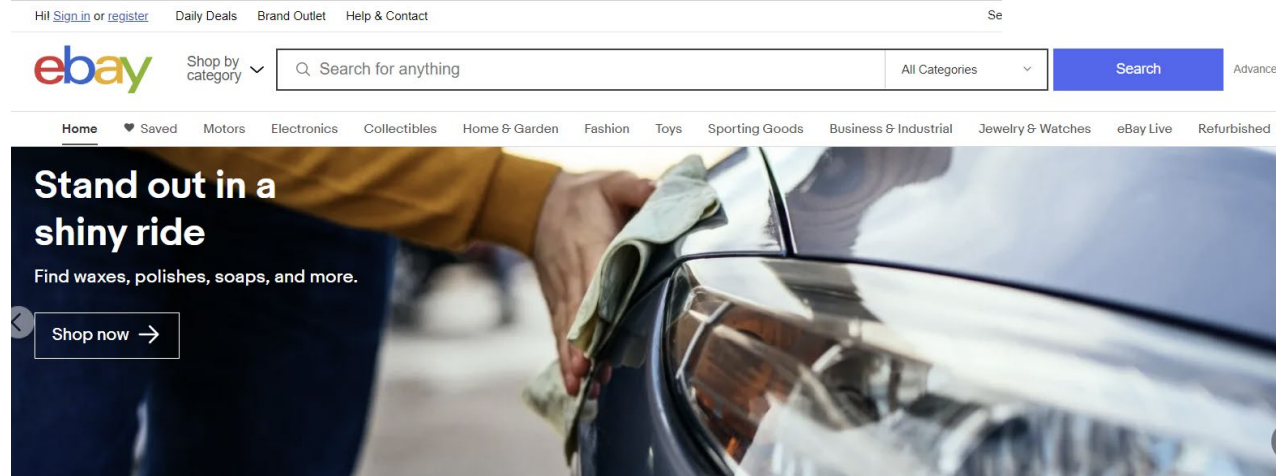 Hi! Sign in or register Daily Deals Brand Outlet Help & Contact Se
ebay
Shop by
category
Search for anything All Categories Search Advance
Home Saved Motors Electronics Collectibles Home & Garden Fashion Toys Sporting Goods Business & Industrial Jewelry & Watches eBay Live Refurbished
Stand out in a
shiny ride
Find waxes, polishes, soaps, and more.
Shop now